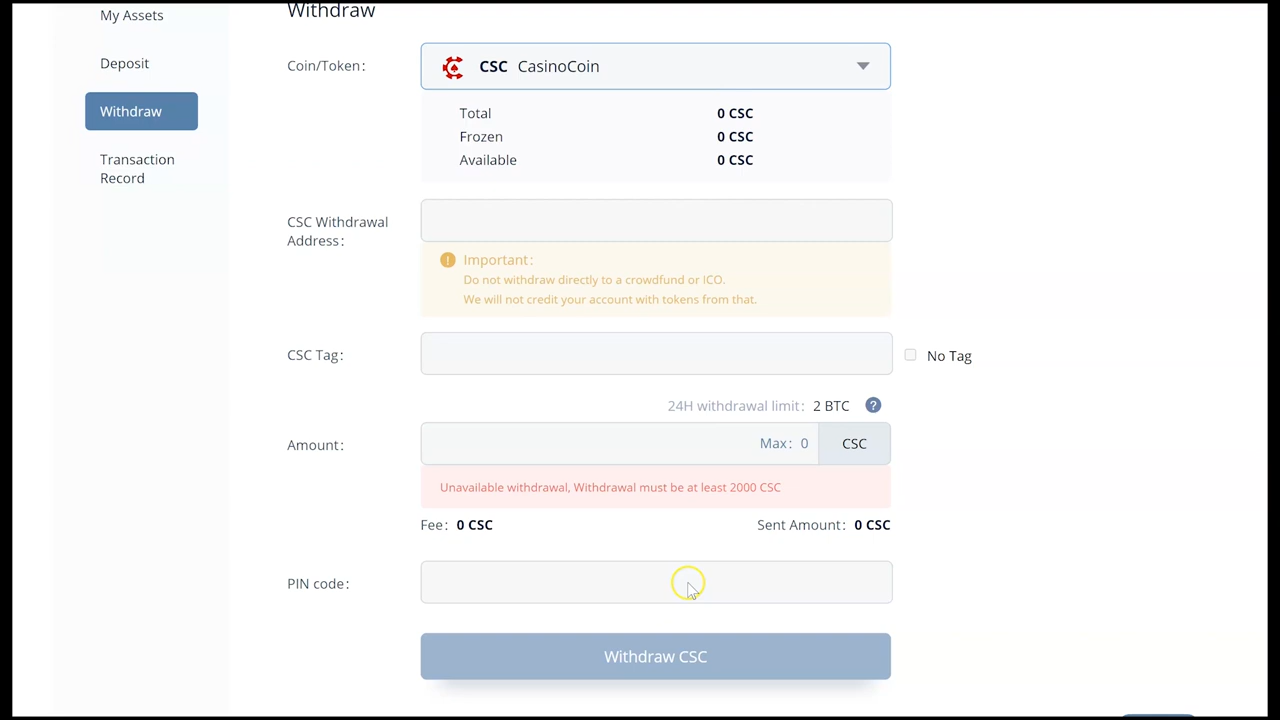 My Assets
Deposit
Withdraw
Transaction
Record
Withdraw
Coin/Token:
CSC CasinoCoin
Total 0 CSC
Frozen 0 CSC
Available 0 CSC
CSC Withdrawal
Address:
! Important:
Do not withdraw directly to a crowdfund or ICO.
We will not credit your account with tokens from that.
CSC Tag:
No Tag
24H withdrawal limit: 2 BTC ?
Amount:
Max: 0 CSC
Unavailable withdrawal, Withdrawal must be at least 2000 CSC
Fee: 0 CSC Sent Amount: 0 CSC
PIN code:
Withdraw CSC